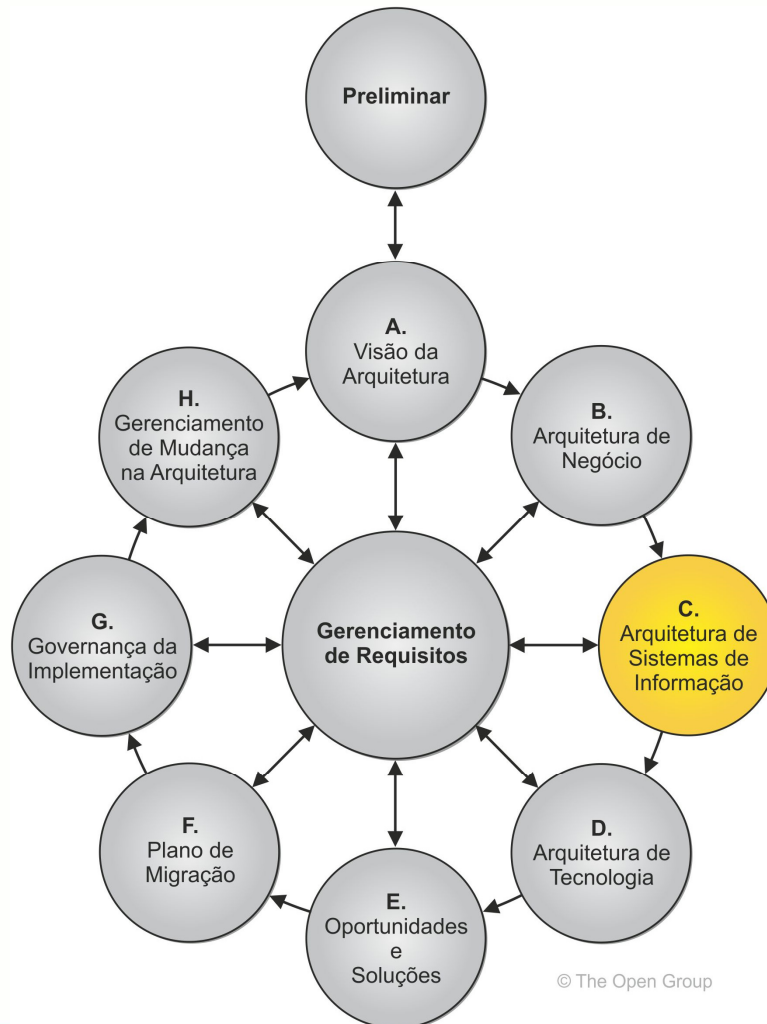 Preliminar
A.
Visão da
Arquitetura
H.
Gerenciamento
de Mudança
na Arquitetura
B.
Arquitetura de
Negócio
G.
Governança da
Implementação
Gerenciamento
de Requisitos
C.
Arquitetura de
Sistemas de
Informação
F.
Plano de
Migração
D.
Arquitetura de
Tecnologia
E.
Oportunidades
e
Soluções
© The Open Group